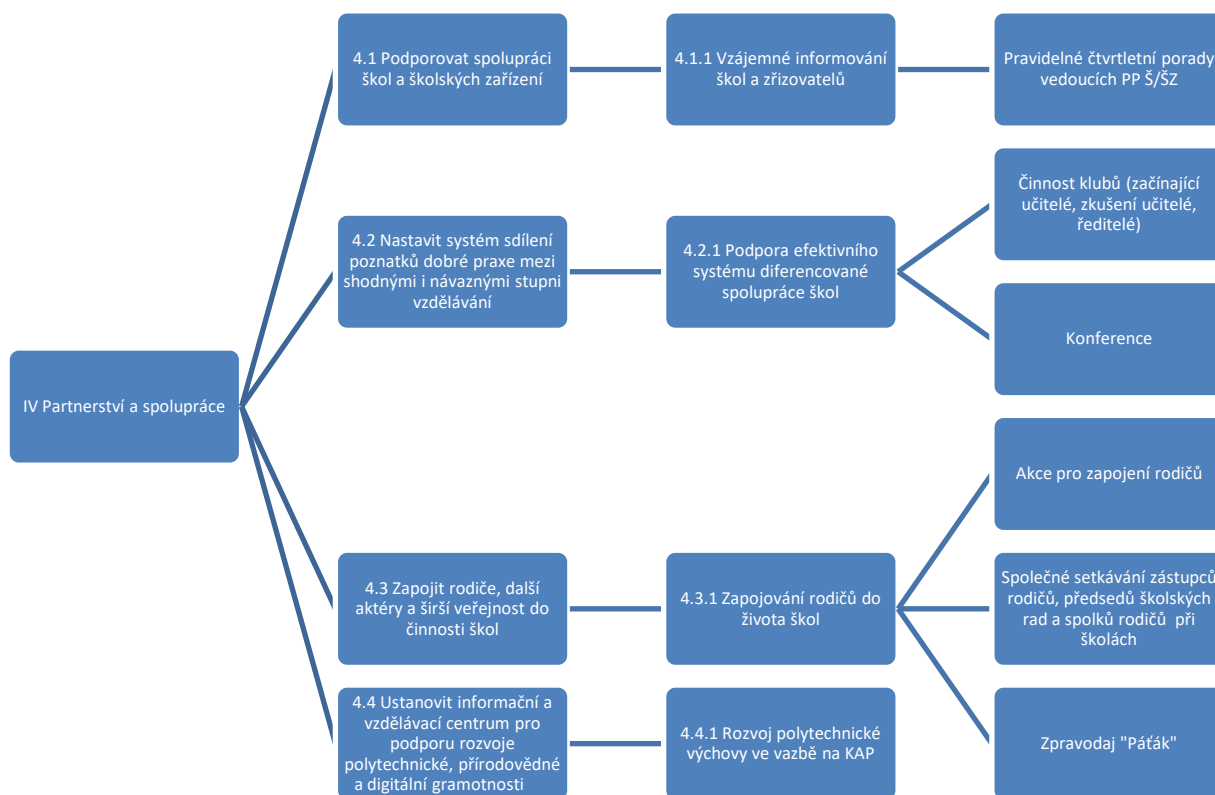 IV Partnerství a spolupráce
4.1 Podporovat spolupráci
škol a školských zařízení
4.1.1 Vzájemné informování
škol a zřizovatelů
Pravidelné čtvrtletní porady
vedoucích PP Š/ŠZ
4.2 Nastavit systém sdílení
poznatků dobré praxe mezi
shodnými i návaznými stupni
vzdělávání
4.2.1 Podpora efektivního
systému diferencované
spolupráce škol
Činnost klubů (začínající
učitelé, zkušení učitelé,
ředitelé)
Konference
4.3 Zapojit rodiče, další
aktéry a širší veřejnost do
činnosti škol
4.3.1 Zapojování rodičů do
života škol
Akce pro zapojení rodičů
Společné setkávání zástupců
rodičů, předsedů školských
rad a spolků rodičů při
školách
Zpravodaj "Páťák"
4.4 Ustanovit informační a
vzdělávací centrum pro
podporu rozvoje
polytechnické, přírodovědné
a digitální gramotnosti
4.4.1 Rozvoj polytechnické
výchovy ve vazbě na KAP